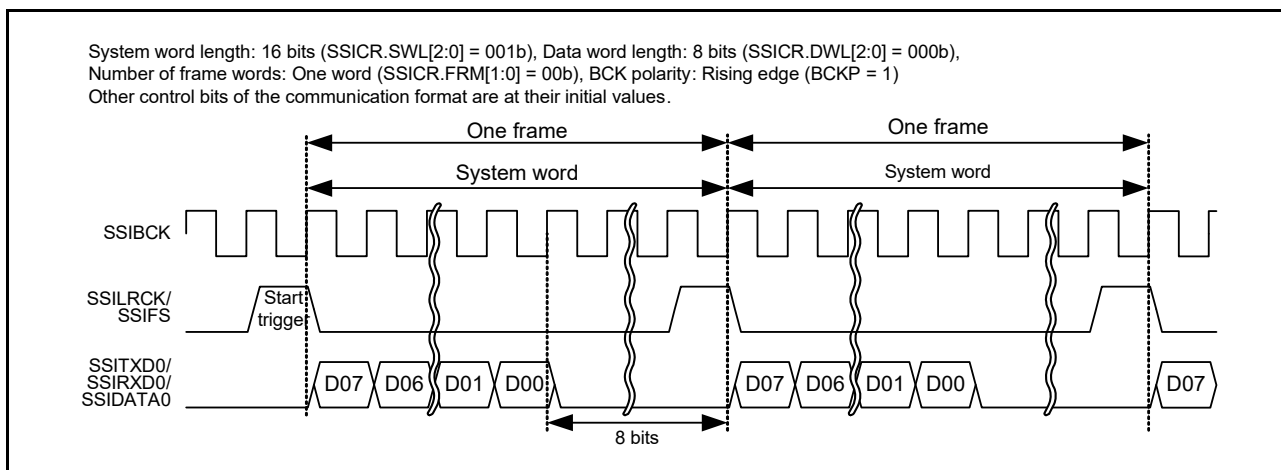 System word length: 16 bits (SSICR.SWL[2:0] = 001b), Data word length: 8 bits (SSICR.DWL[2:0] = 000b),
Number of frame words: One word (SSICR.FRM[1:0] = 00b), BCK polarity: Rising edge (BCKP = 1)
Other control bits of the communication format are at their initial values.
One frame
One frame
System word
System word
SSIBCK
SSILRCK/
SSIFS
Start
trigger
SSITXD0/
SSIRXD0/
SSIDATA0
D07 D06 D01 D00 D07 D06 D01 D00 D07
8 bits